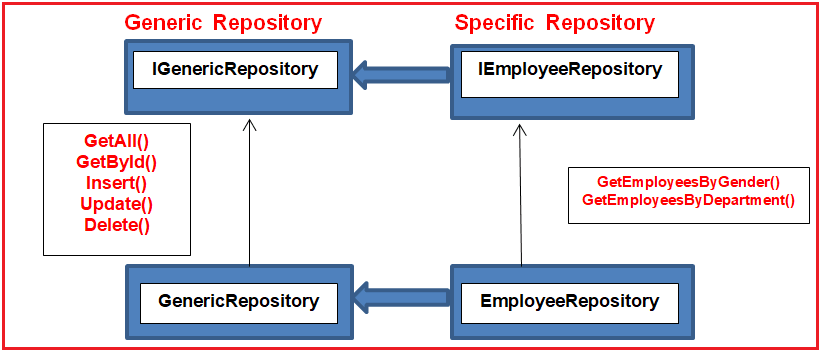 Generic Repository
Specific Repository
IGenericRepository
IEmployeeRepository
GetAll()
GetById()
Insert()
Update()
Delete()
GetEmployeesByGender()
GetEmployeesByDepartment()
GenericRepository
EmployeeRepository